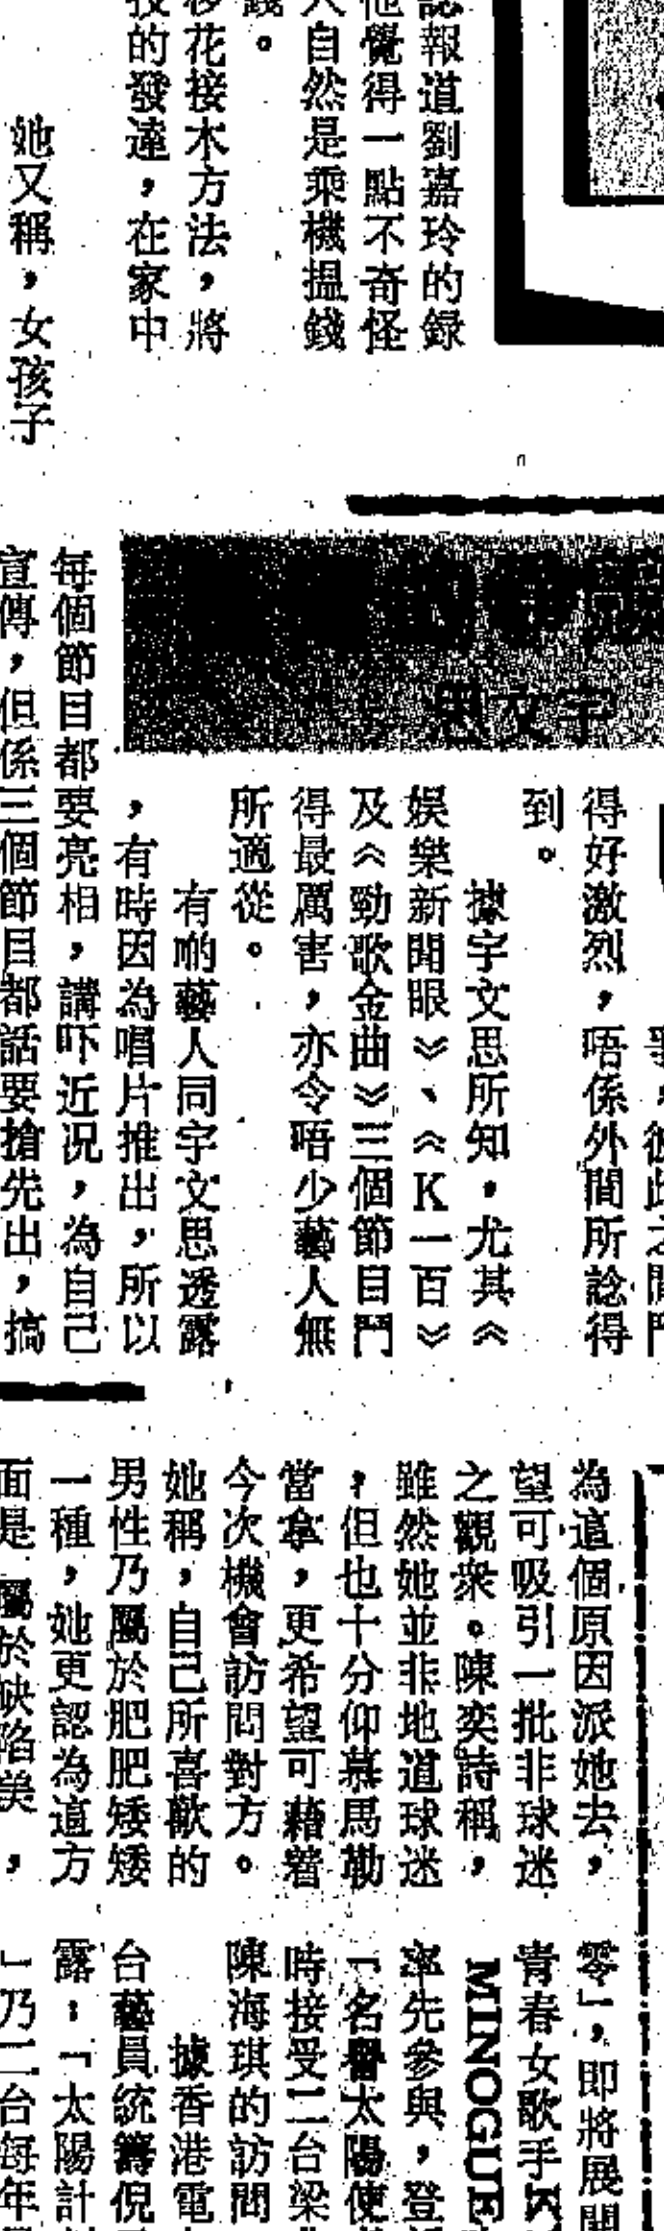 認報道劉嘉玲的錄
他覺得一點不奇怪
人自然是乘機搵錢
錢。
移花接木方法，將
技的發達，在家中
她又稱，女孩子
宇文思
得好激烈，唔係外間所諗得
到。
據宇文思所知，尤其《
娛樂新聞眼》、《K一百》
及《勁歌金曲》三個節目鬥
得最厲害，亦令唔少藝人無
所適從。
有啲藝人同宇文思透露
，有時因為唱片推出，所以
每個節目都要亮相，講吓近況，為自己
宣傳，但係三個節目都話要搶先出，搞
為這個原因派她去，
望可吸引一批非球迷
之觀衆。陳奕詩稱，
雖然她並非地道球迷
，但也十分仰慕馬勒
當拿，更希望可藉着
今次機會訪問對方。
她稱，自己所喜歡的
男性乃屬於肥肥矮矮
一種，她更認為這方
面是屬於缺陷美，
零」，即將展開
青春女歌手
MINOGUE
率先參與，登
「名譽太陽使
時接受二台梁
陳海琪的訪問
據香港電
台藝員統籌倪
露：「太陽計
」乃二台每年